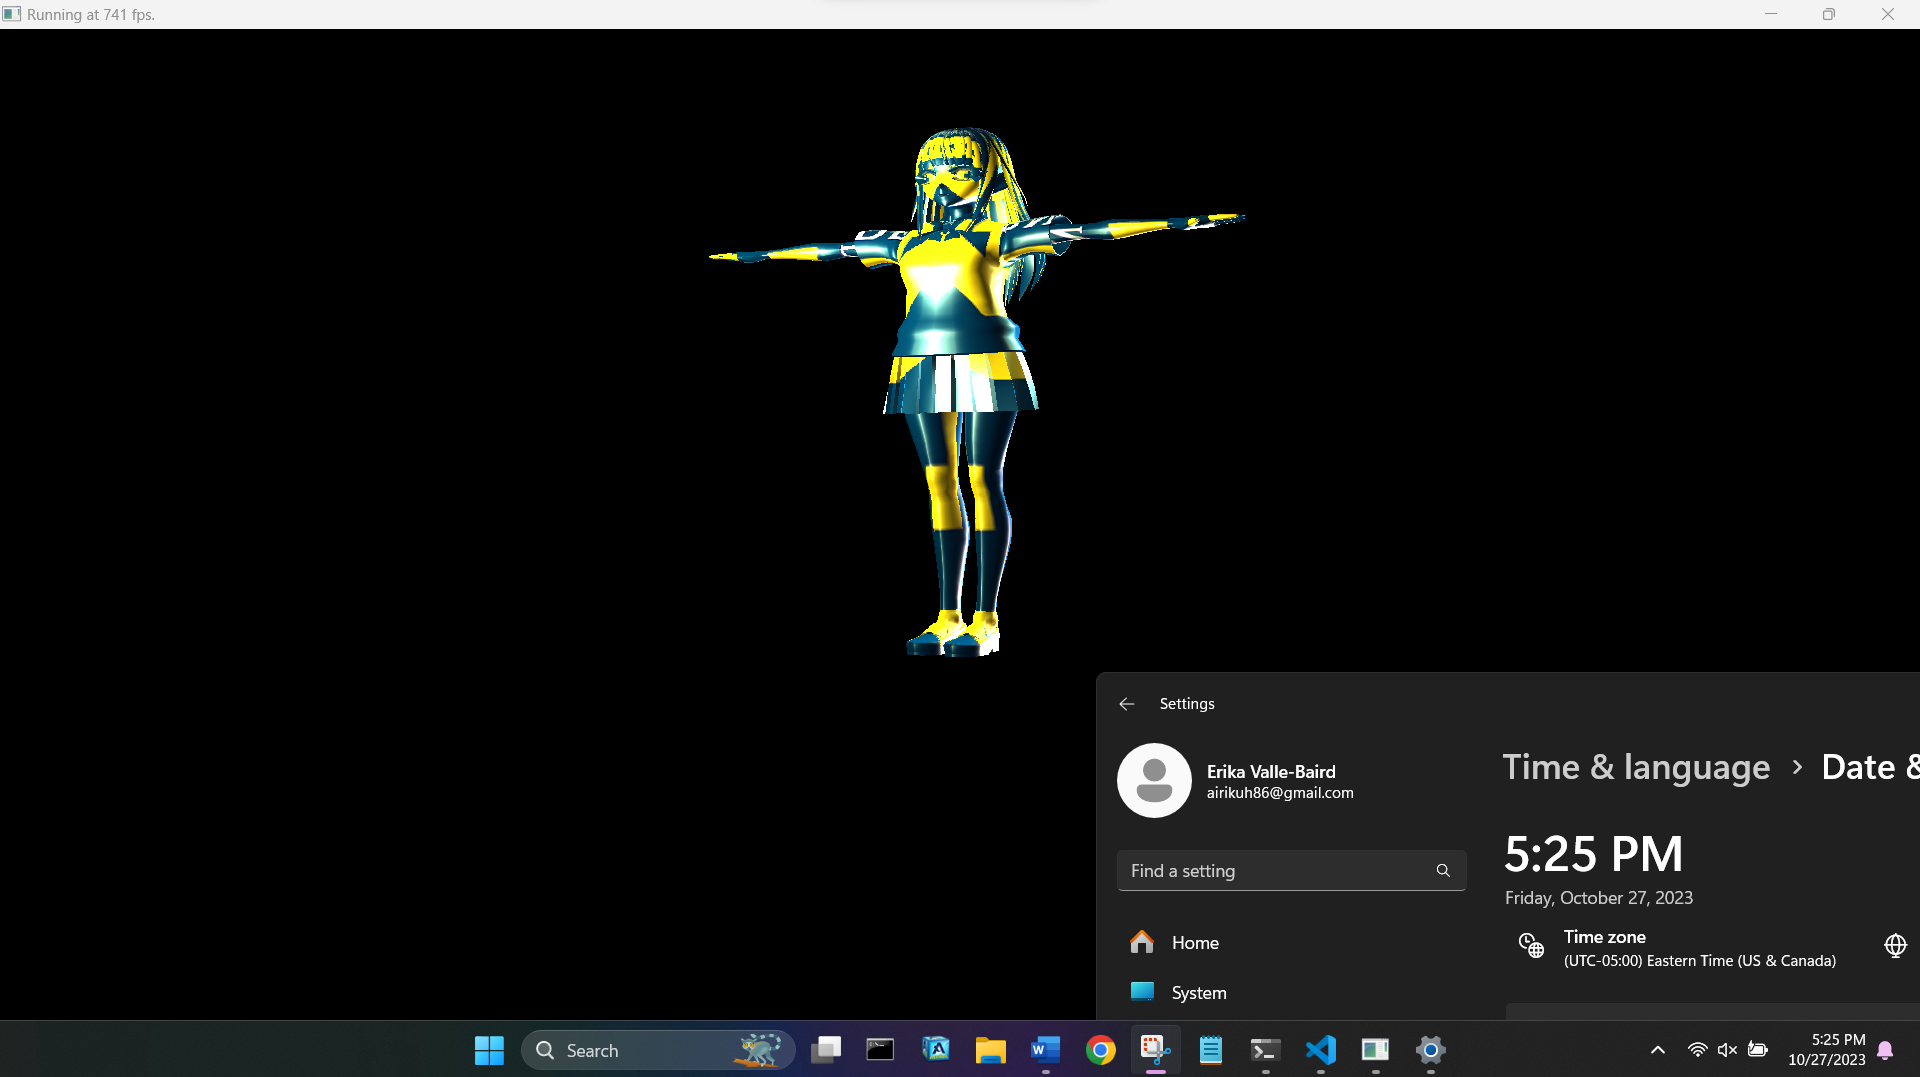 Running at 741 fps.
Settings
Erika Valle-Baird
airikuh86@gmail.com
Find a setting
Home
System
Time & language > Date &
5:25 PM
Friday, October 27, 2023
Time zone
(UTC-05:00) Eastern Time (US & Canada)
Search
5:25 PM
10/27/2023